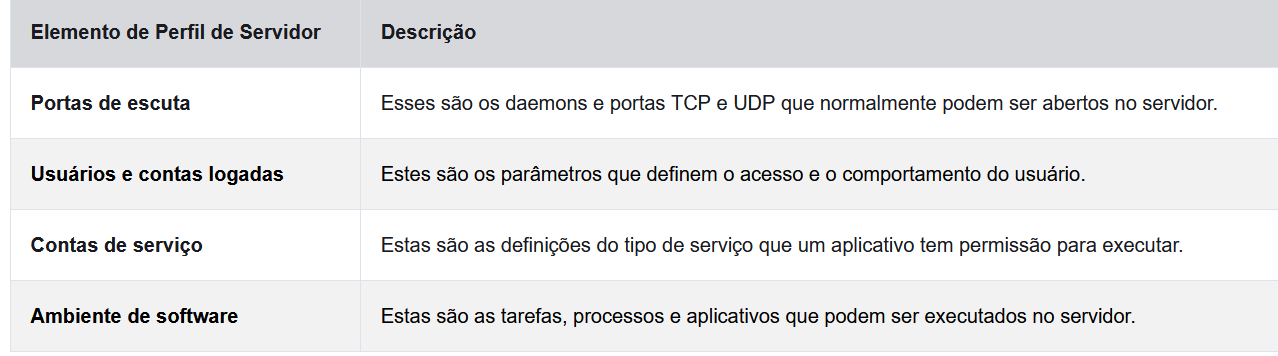 Elemento de Perfil de Servidor Descrição
Portas de escuta Esses são os daemons e portas TCP e UDP que normalmente podem ser abertos no servidor.
Usuários e contas logadas Estes são os parâmetros que definem o acesso e o comportamento do usuário.
Contas de serviço Estas são as definições do tipo de serviço que um aplicativo tem permissão para executar.
Ambiente de software Estas são as tarefas, processos e aplicativos que podem ser executados no servidor.